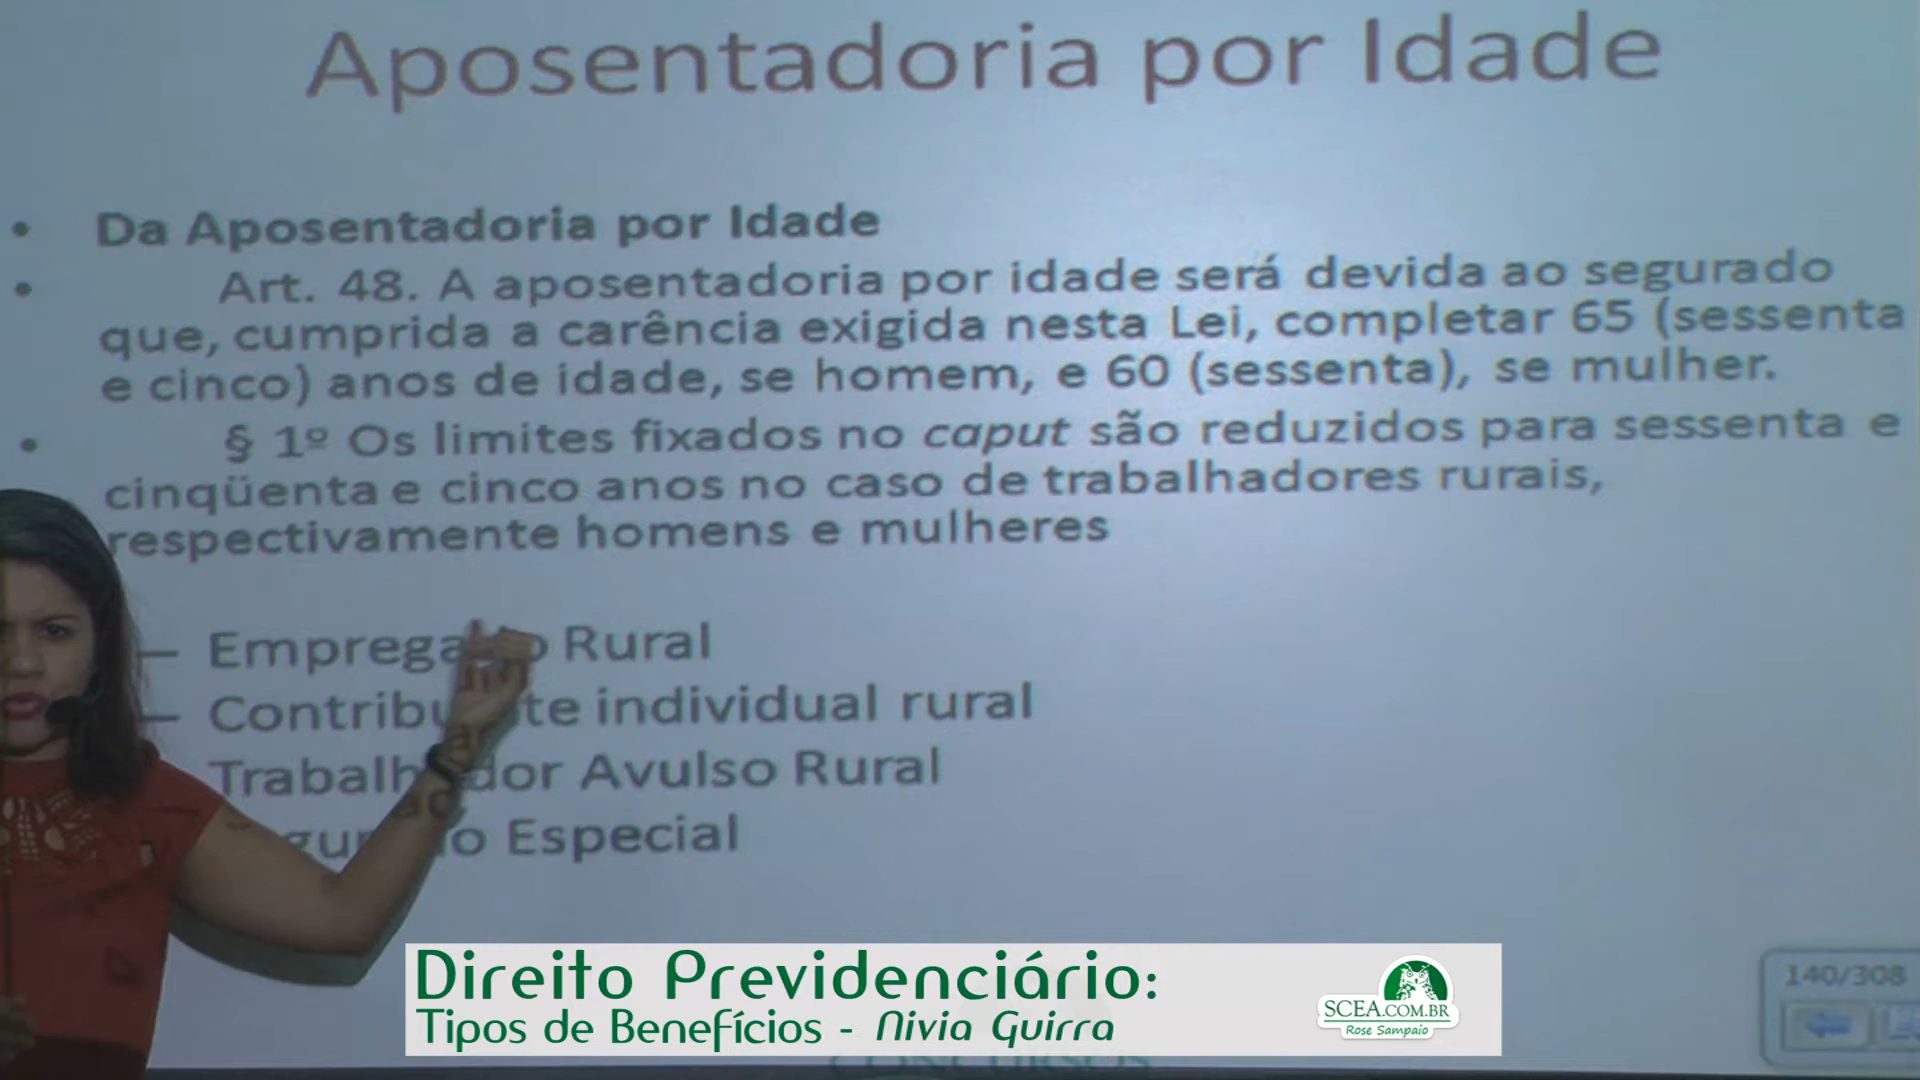 Aposentadoria por Idade
• Da Aposentadoria por Idade
• Art. 48. A aposentadoria por idade será devida ao segurado
que, cumprida a carência exigida nesta Lei, completar 65 (sessenta
e cinco) anos de idade, se homem, e 60 (sessenta), se mulher.
• § 1º Os limites fixados no caput são reduzidos para sessenta e
cinqüenta e cinco anos no caso de trabalhadores rurais,
respectivamente homens e mulheres
– Empregado Rural
– Contribuinte individual rural
Trabalhador Avulso Rural
Especial
Direito Previdenciário:
Tipos de Benefícios - Nivia Guirra
SCEA.COM.BR
Rose Sampaio
140/308
CONCURSOS